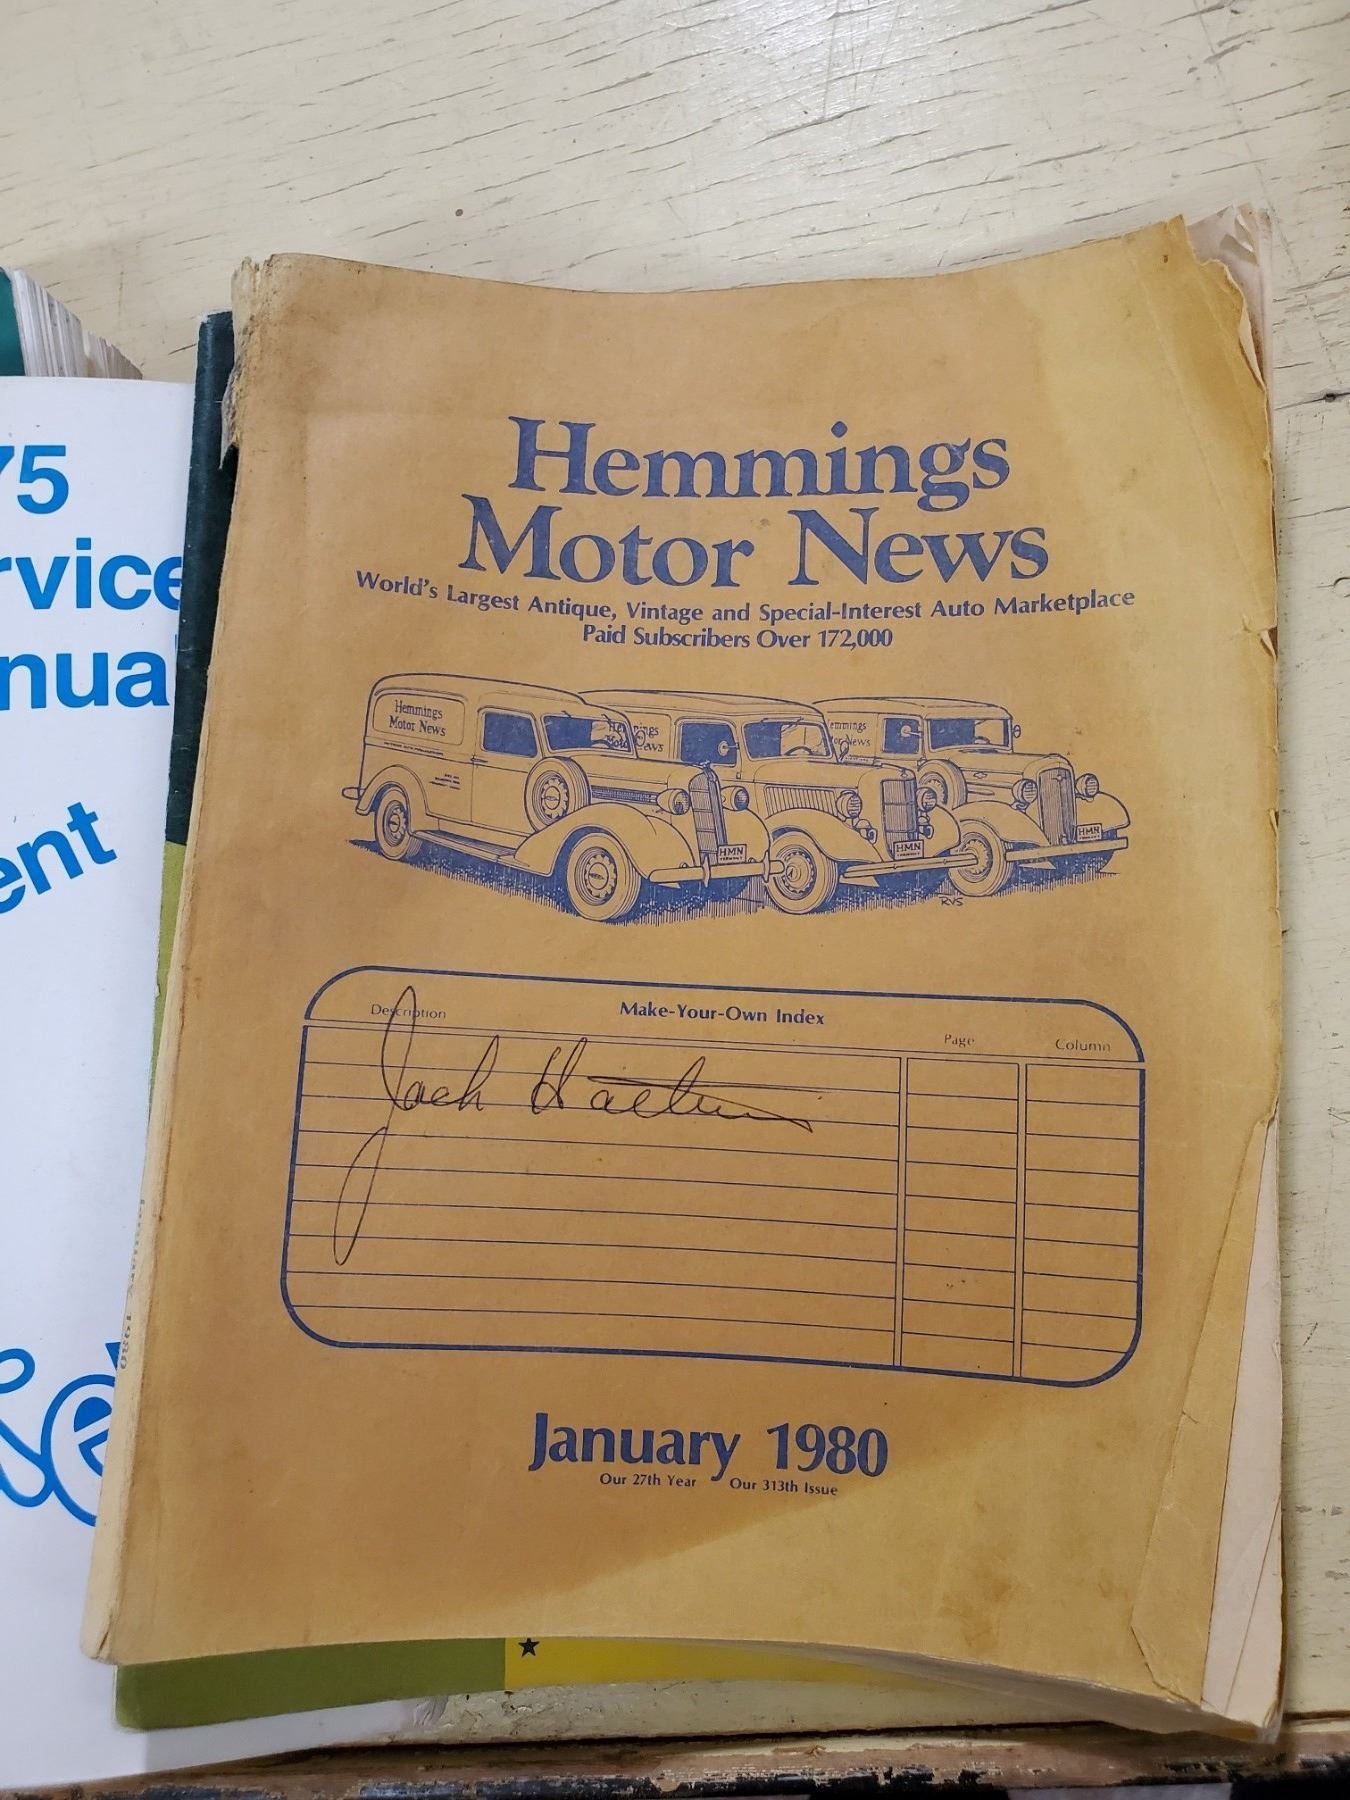 Hemmings
Motor News
World's Largest Antique, Vintage and Special-Interest Auto Marketplace
Paid Subscribers Over 172,000
Hemmings
Motor News
HMN
HMN
HMN
RVS
Make-Your-Own Index
Description
Page
Column
Jack
January 1980
Our 27th Year Our 313th Issue
75
rvice
nual
ent